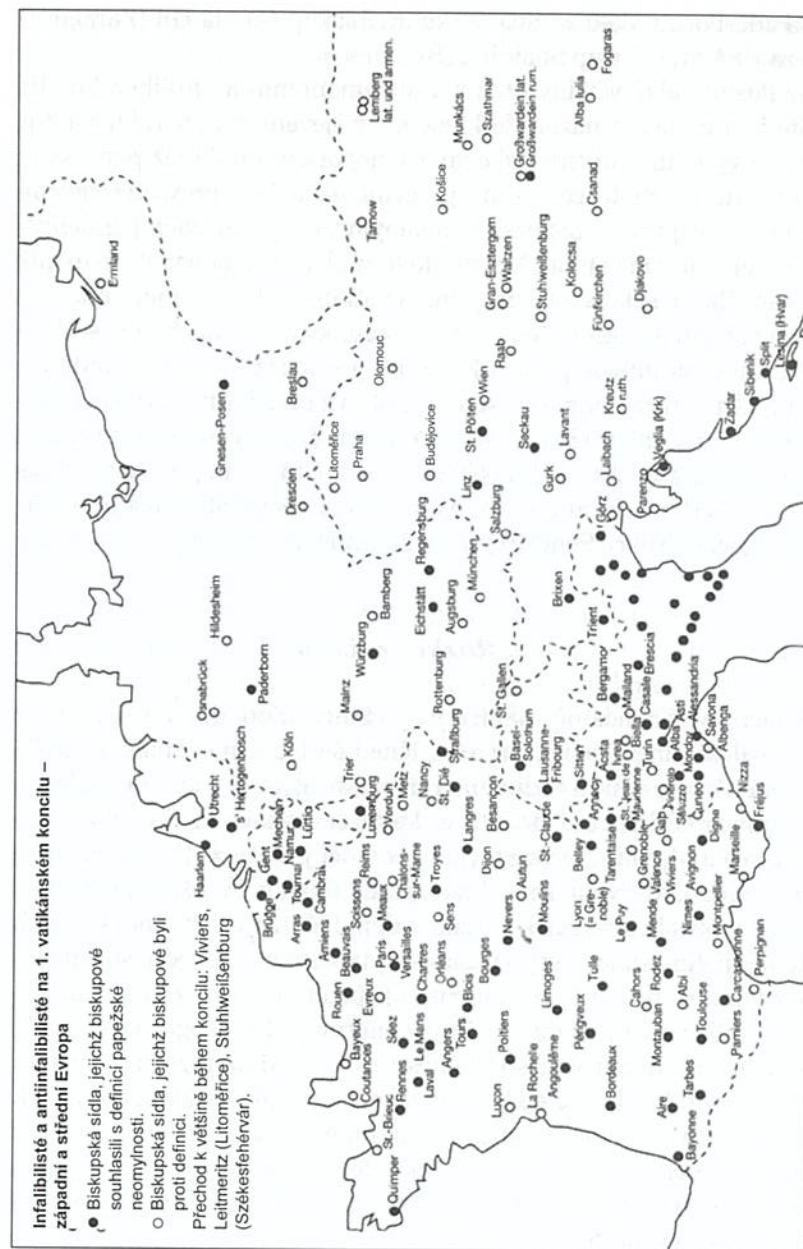 Infalibilisté a antiinfalibilisté na 1. vatikánském koncilu –
západní a střední Evropa
● Biskupská sídla, jejichž biskupové
souhlasili s definicí papežské
neomylnosti.
○ Biskupská sídla, jejichž biskupové byli
proti definici.
Přechod k většině během koncilu: Viviers,
Leitmeritz (Litoměřice), Stuhlweißenburg
(Székesfehérvár).
Quimper
St.-Brieuc
Rennes
Coutances
Bayeux
Laval
Le Mans
Séez
Evreux
Rouen
Beauvais
Amiens
Arras
Cambrai
Tournai
Brügge
Gent
Mecheln
Namur
Lüttich
Haarlem
Utrecht
Hertogenbosch
Angers
Tours
Blois
Chartres
Orléans
Versailles
Paris
Meaux
Soissons
Reims
Chalons-
sur-Marne
Sens
Troyes
Verdun
Metz
Nancy
St. Dié
Luxemburg
Trier
Köln
Osnabrück
Hildesheim
Paderborn
Mainz
Würzburg
Bamberg
Straßburg
Rottenburg
Eichstätt
Regensburg
Augsburg
München
Luçon
Poitiers
La Rochelle
Angoulême
Limoges
Périgueux
Tulle
Bordeaux
Bourges
Nevers
Moulins
Autun
Dijon
Langres
Besançon
St.-Claude
Belley
Lyon
(= Gre-
noble)
Basel-
Solothurn
Lausanne-
Fribourg
Sitten
St. Gallen
Annecy
Tarentaise
St. Jean de
Maurienne
Grenoble
Valence
Viviers
Le Puy
Mende
Rodez
Cahors
Albi
Montauban
Toulouse
Tarbes
Aire
Bayonne
Pamiers
Carcassonne
Perpignan
Montpellier
Nîmes
Avignon
Marseille
Fréjus
Digne
Gap
Nizza
Aosta
Ivrea
Biella
Turin
Pinerolo
Saluzzo
Cuneo
Mondovi
Alba
Asti
Alessandria
Savona
Albenga
Casale
Mailand
Bergamo
Brescia
Trient
Brixen
Salzburg
Linz
St. Pölten
Wien
Seckau
Lavant
Gurk
Laibach
Görz
Parenzo
Veglia (Krk)
Zadar
Sibenik
Split
Lesina (Hvar)
Kreutz
ruth.
Djakovo
Fünfkirchen
Kolocsa
Stuhlweißenburg
Raab
Gran-Eszergom
Waitzen
Csanad
Alba Iulia
Fogaras
Großwardein lat.
Großwardein rum.
Szathmar
Munkács
Košice
Tarnow
Lemberg
lat. und armen.
Ermland
Gnesen-Posen
Breslau
Dresden
Litoměřice
Praha
Budějovice
Olomouc